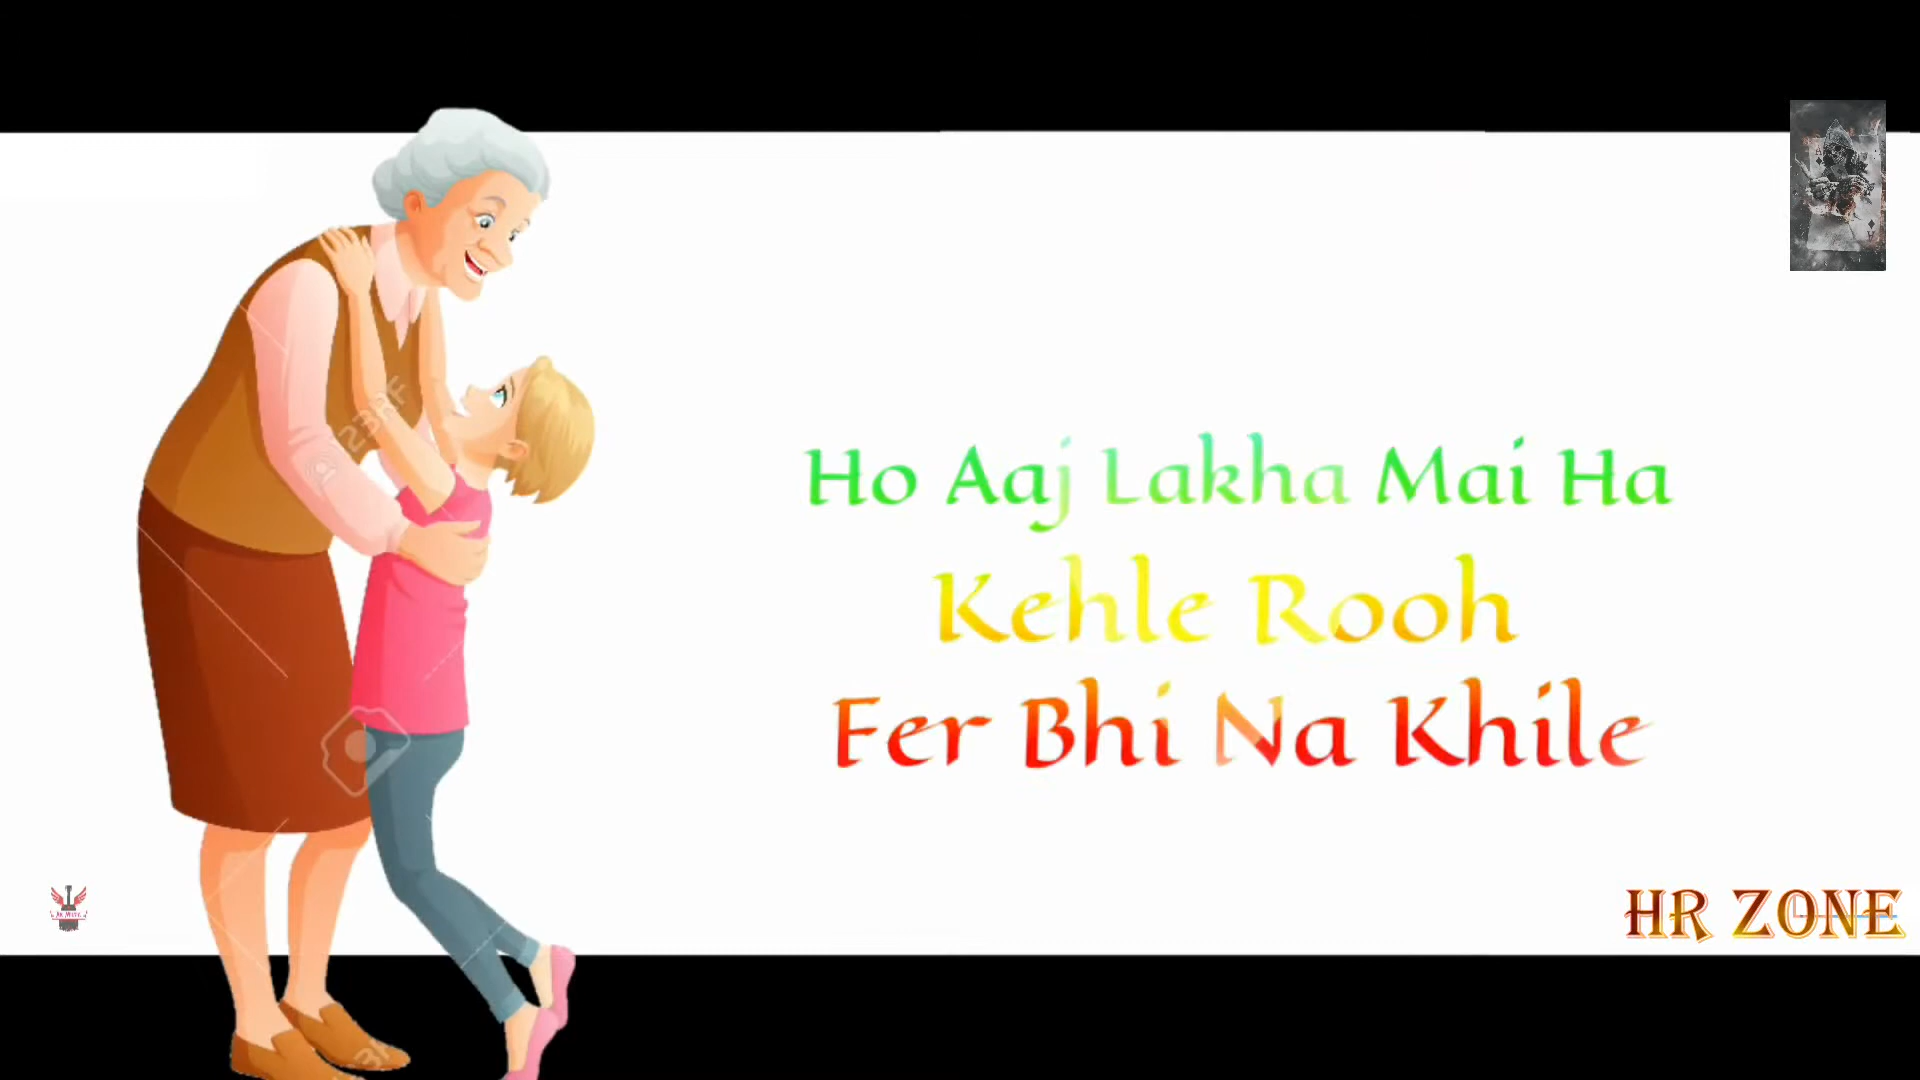 Ho Aaj Lakha Mai Ha
Kehle Rooh
Fer Bhi Na Khile
HR ZONE